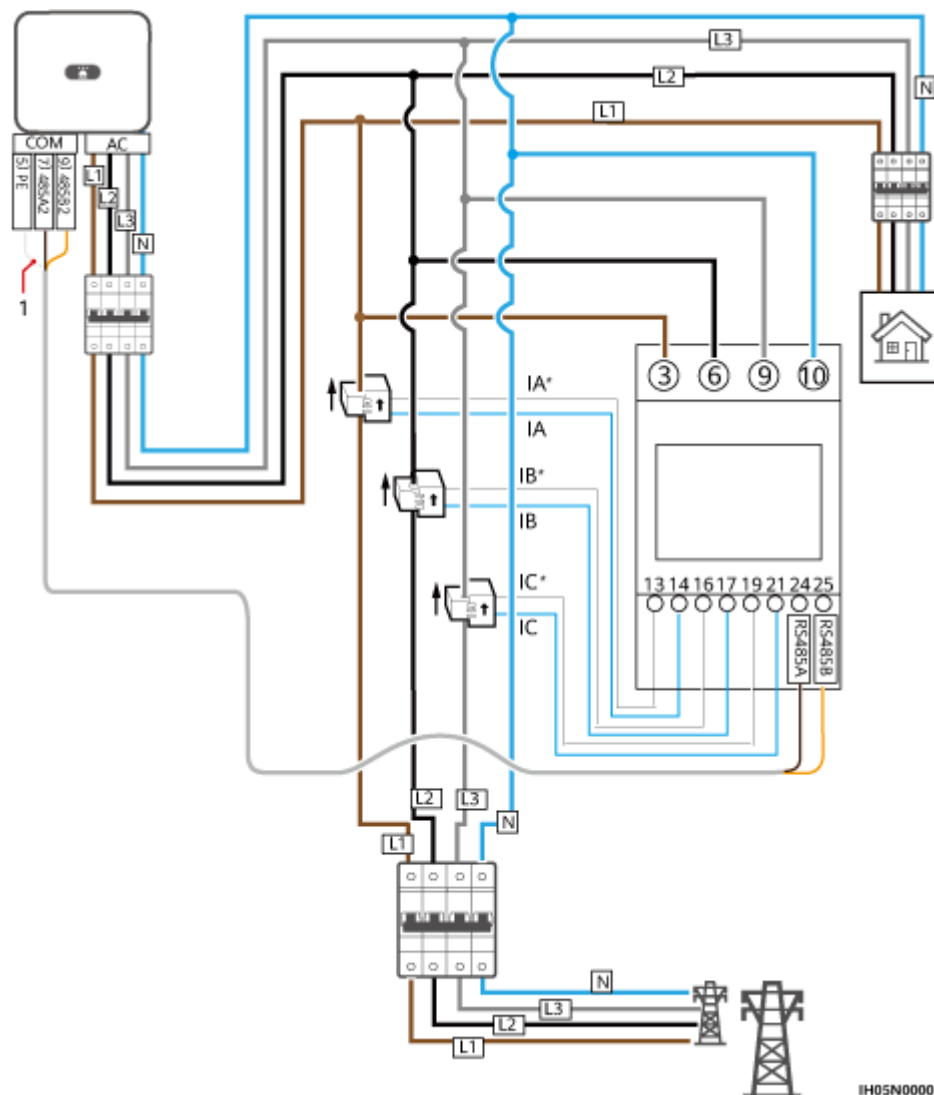 L3
L2
N
L1
COM AC
5) PE
7) 485A2
9) 485B2
L1
L2
L3
N
1
3 6 9 10
IA*
IA
IB*
IB
IC*
IC
13 14 16 17 19 21 24 25
RS485A
RS485B
L2
L3
N
L1
N
L3
L2
L1
IH05N0000